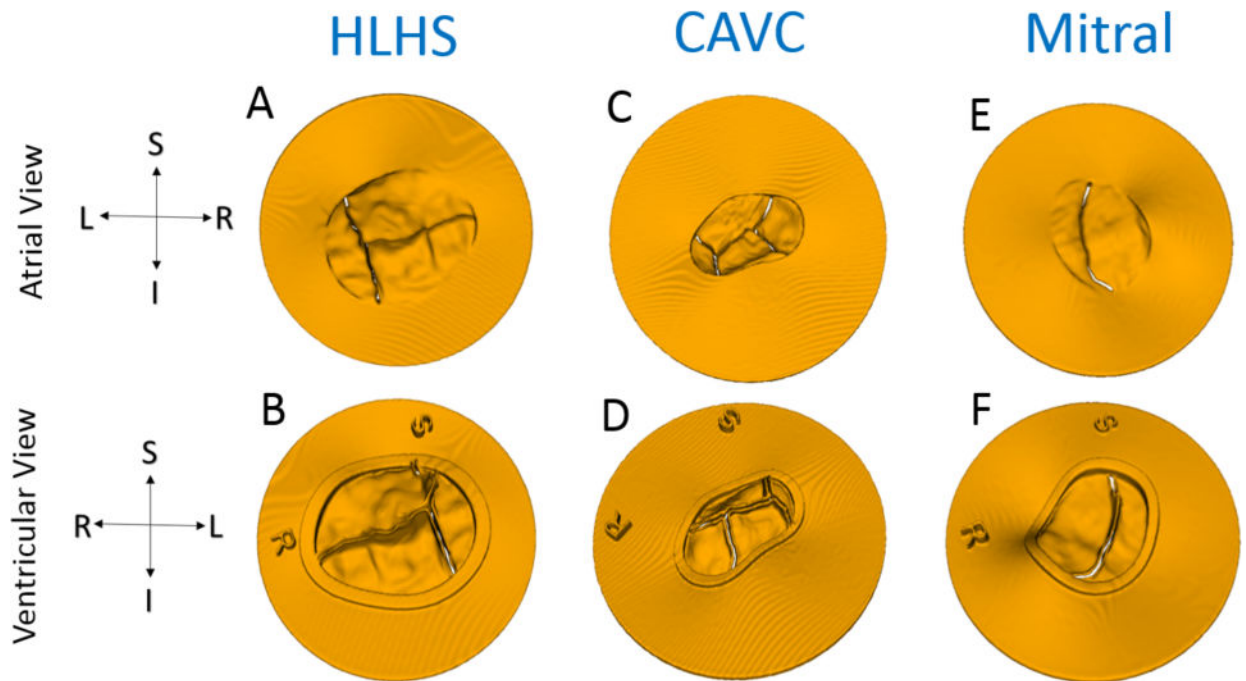 HLHS CAVC Mitral
A C E
Atrial View
S
L R
I
B D F
S S S
R R R
Ventricular View
S
R L
I